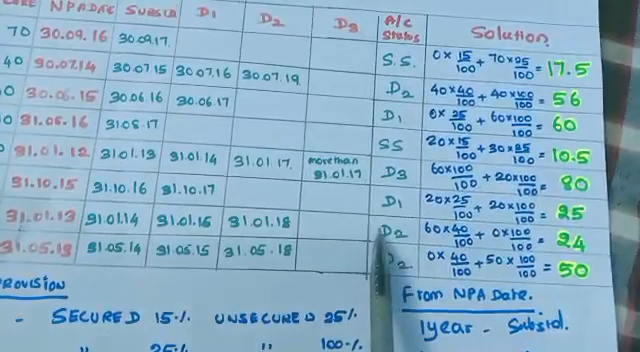 NPA DATE SUBSTD D1 D2 D3 A/c Status Solution
70 30.09.16 30.09.17 S.S. 0 × 15/100 + 70×25/100 = 17.5
40 30.07.14 30.07.15 30.07.16 30.07.19 D2 40×40/100 + 40×100/100 = 56
30.06.15 30.06.16 30.06.17 D1 0× 25/100 + 60×100/100 = 60
31.05.16 31.05.17 SS 20×15/100 + 30×25/100 = 10.5
31.01.12 31.01.13 31.01.14 31.01.17. more than 31.01.17 D3 60×100/100 + 20×100/100 = 80
31.10.15 31.10.16 31.10.17 D1 20×25/100 + 20×100/100 = 25
31.01.13 31.01.14 31.01.15 31.01.18 D2 60×40/100 + 0×100/100 = 24
31.05.13 31.05.14 31.05.15 31.05.18 D2 0× 40/100 + 50×100/100 = 50
PROVISION
- SECURED 15% UNSECURED 25%
" 25% " 100%
From NPA Date.
1year - Substd.